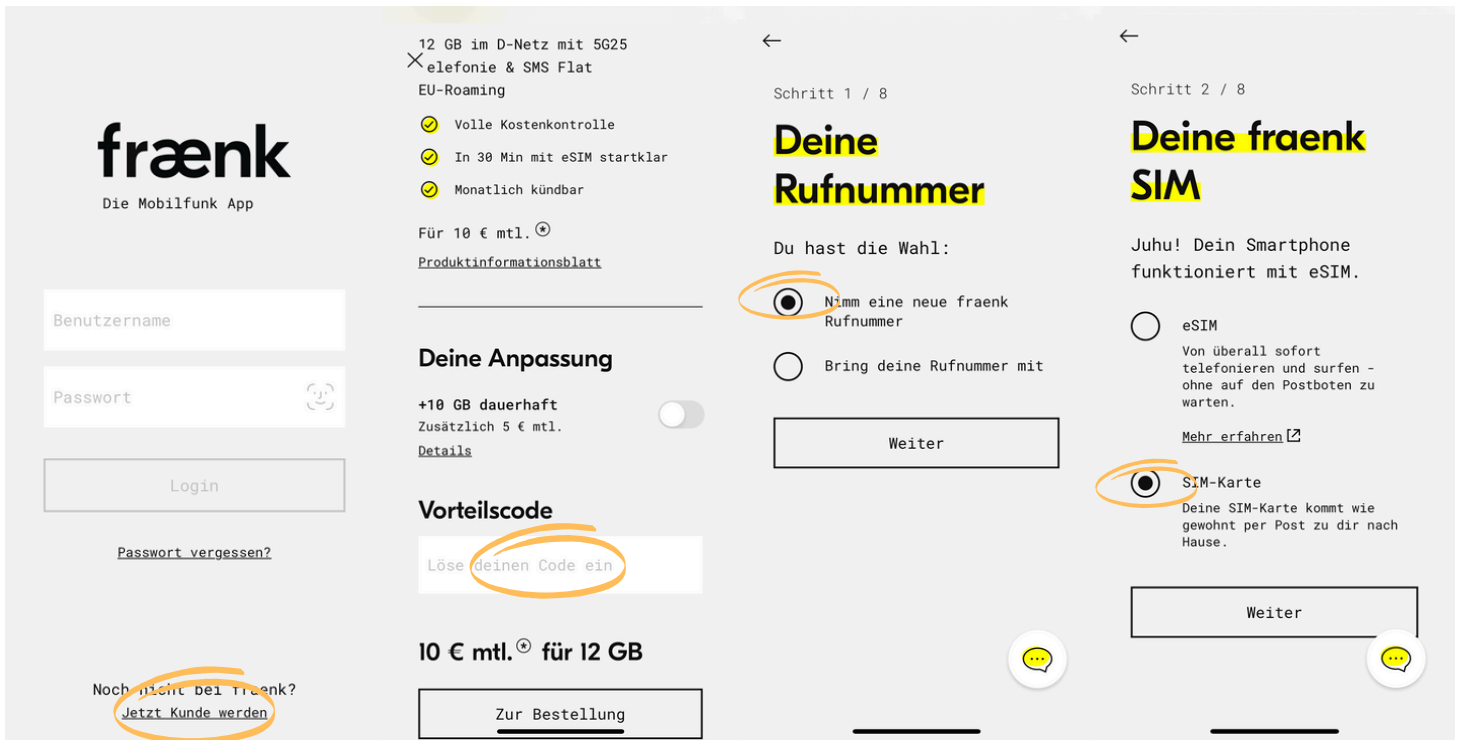 frænk
Die Mobilfunk App
Benutzername
Passwort
Login
Passwort vergessen?
Noch nicht bei fraenk?
Jetzt Kunde werden
12 GB im D-Netz mit 5G25
elefonie & SMS Flat
EU-Roaming
Volle Kostenkontrolle
In 30 Min mit eSIM startklar
Monatlich kündbar
Für 10 € mtl.*
Produktinformationsblatt
Deine Anpassung
+10 GB dauerhaft
Zusätzlich 5 € mtl.
Details
Vorteilscode
Löse deinen Code ein
10 € mtl.* für 12 GB
Zur Bestellung
Schritt 1 / 8
Deine
Rufnummer
Du hast die Wahl:
Nimm eine neue fraenk
Rufnummer
Bring deine Rufnummer mit
Weiter
Schritt 2 / 8
Deine fraenk
SIM
Juhu! Dein Smartphone
funktioniert mit eSIM.
eSIM
Von überall sofort
telefonieren und surfen -
ohne auf den Postboten zu
warten.
Mehr erfahren
SIM-Karte
Deine SIM-Karte kommt wie
gewohnt per Post zu dir nach
Hause.
Weiter